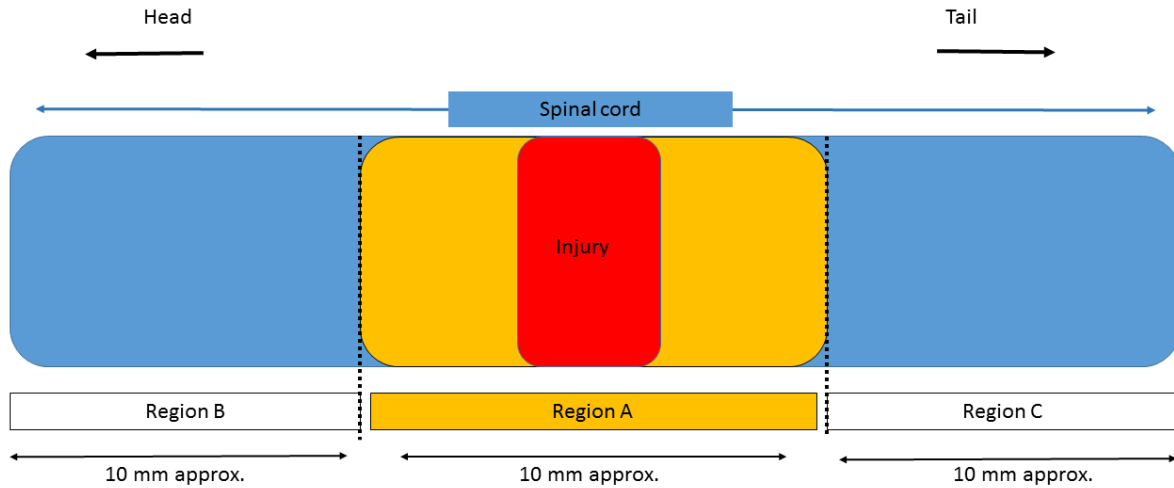 Head
Tail
Spinal cord
Injury
Region B
Region A
Region C
10 mm approx.
10 mm approx.
10 mm approx.